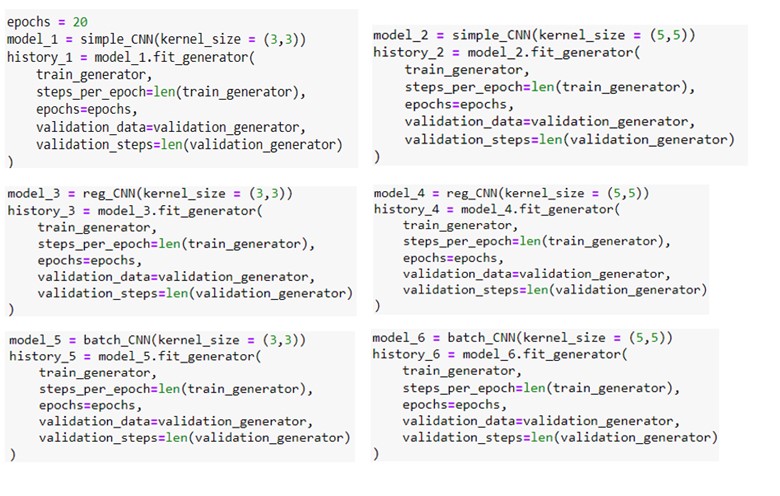 epochs = 20
model_1 = simple_CNN(kernel_size = (3,3))
history_1 = model_1.fit_generator(
    train_generator,
    steps_per_epoch=len(train_generator),
    epochs=epochs,
    validation_data=validation_generator,
    validation_steps=len(validation_generator)
)
model_2 = simple_CNN(kernel_size = (5,5))
history_2 = model_2.fit_generator(
    train_generator,
    steps_per_epoch=len(train_generator),
    epochs=epochs,
    validation_data=validation_generator,
    validation_steps=len(validation_generator)
)
model_3 = reg_CNN(kernel_size = (3,3))
history_3 = model_3.fit_generator(
    train_generator,
    steps_per_epoch=len(train_generator),
    epochs=epochs,
    validation_data=validation_generator,
    validation_steps=len(validation_generator)
)
model_4 = reg_CNN(kernel_size = (5,5))
history_4 = model_4.fit_generator(
    train_generator,
    steps_per_epoch=len(train_generator),
    epochs=epochs,
    validation_data=validation_generator,
    validation_steps=len(validation_generator)
)
model_5 = batch_CNN(kernel_size = (3,3))
history_5 = model_5.fit_generator(
    train_generator,
    steps_per_epoch=len(train_generator),
    epochs=epochs,
    validation_data=validation_generator,
    validation_steps=len(validation_generator)
)
model_6 = batch_CNN(kernel_size = (5,5))
history_6 = model_6.fit_generator(
    train_generator,
    steps_per_epoch=len(train_generator),
    epochs=epochs,
    validation_data=validation_generator,
    validation_steps=len(validation_generator)
)